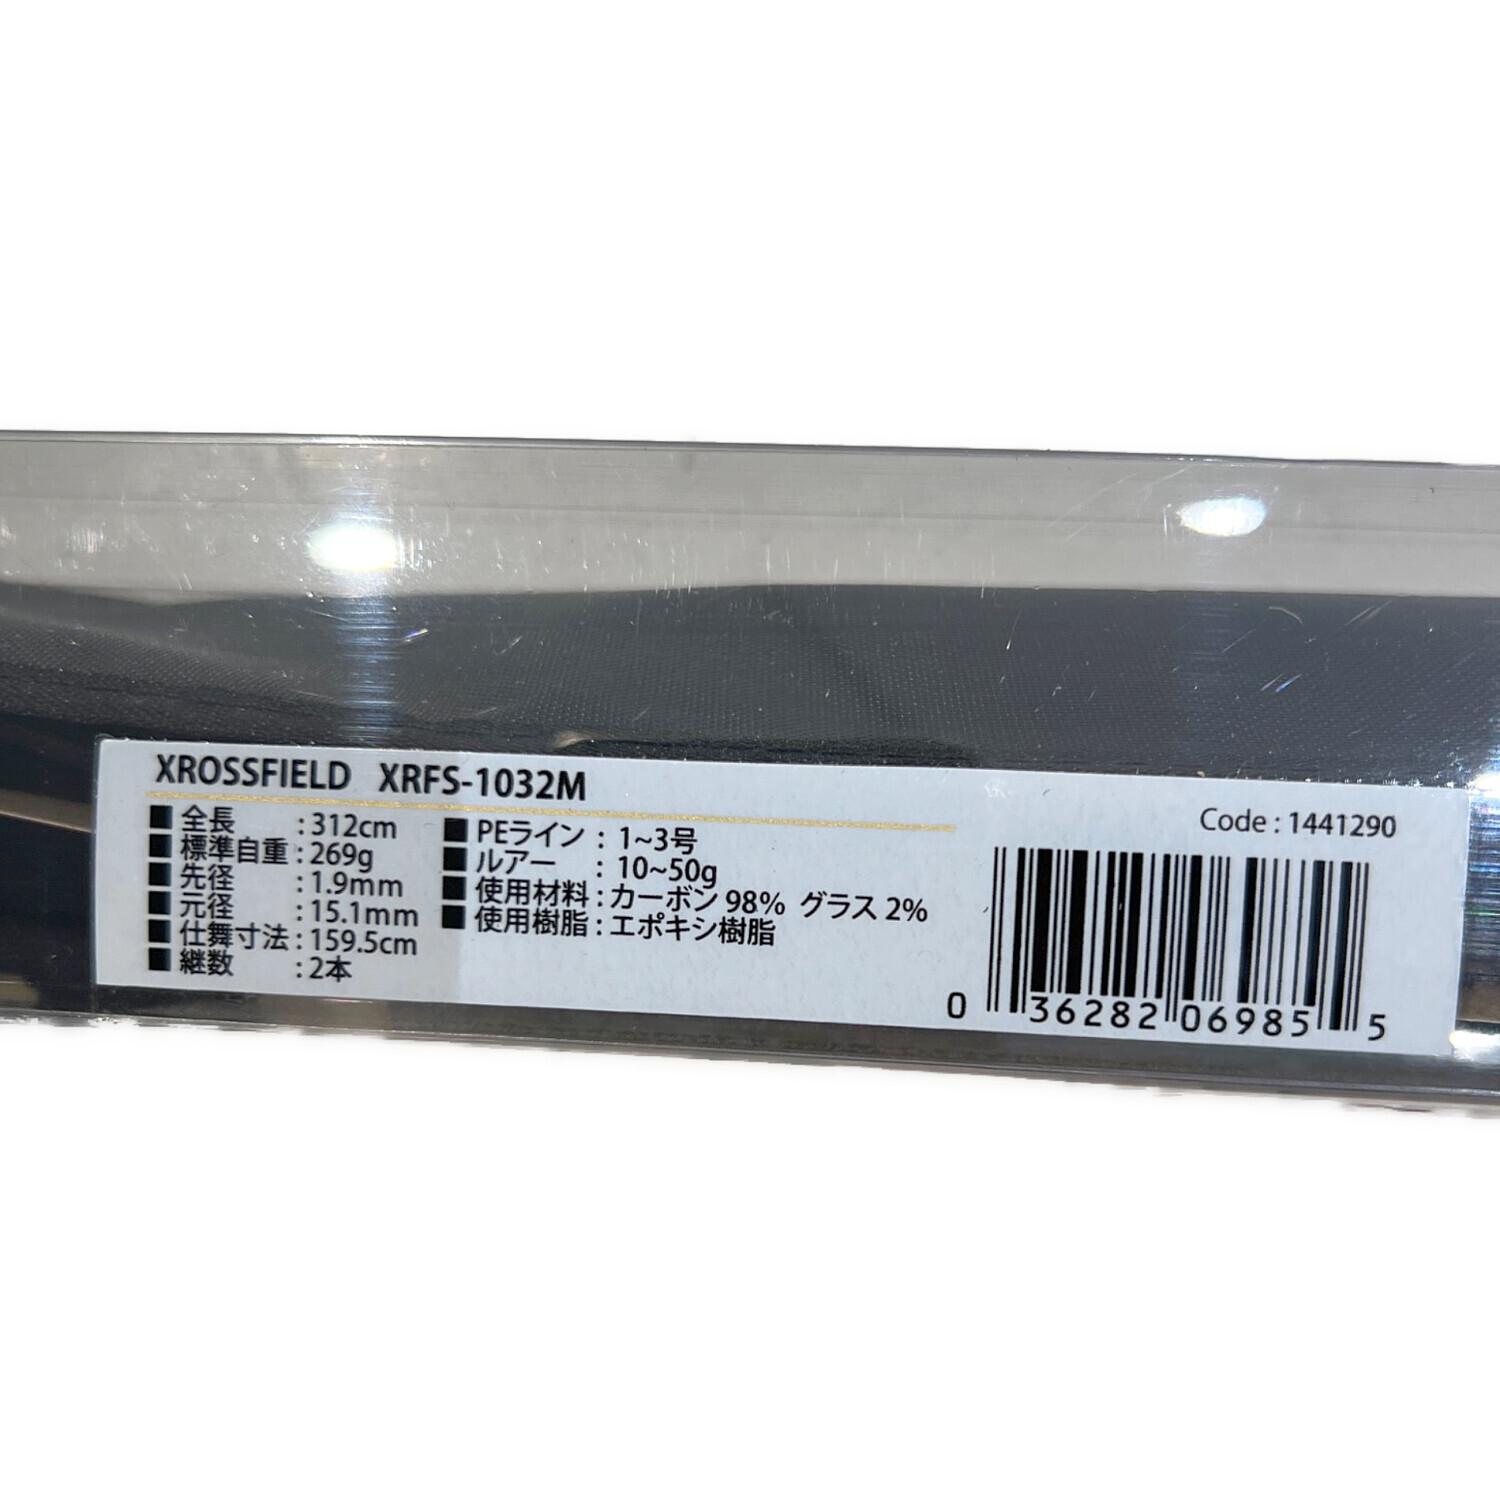 XROSSFIELD XRFS-1032M
■ 全長 : 312cm
■ 標準自重 : 269g
■ 先径 : 1.9mm
■ 元径 : 15.1mm
■ 仕舞寸法 : 159.5cm
■ 継数 : 2本
■ PEライン : 1~3号
■ ルアー : 10~50g
■ 使用材料 : カーボン 98% グラス 2%
■ 使用樹脂 : エポキシ樹脂
Code : 1441290
0 36282 06985 5